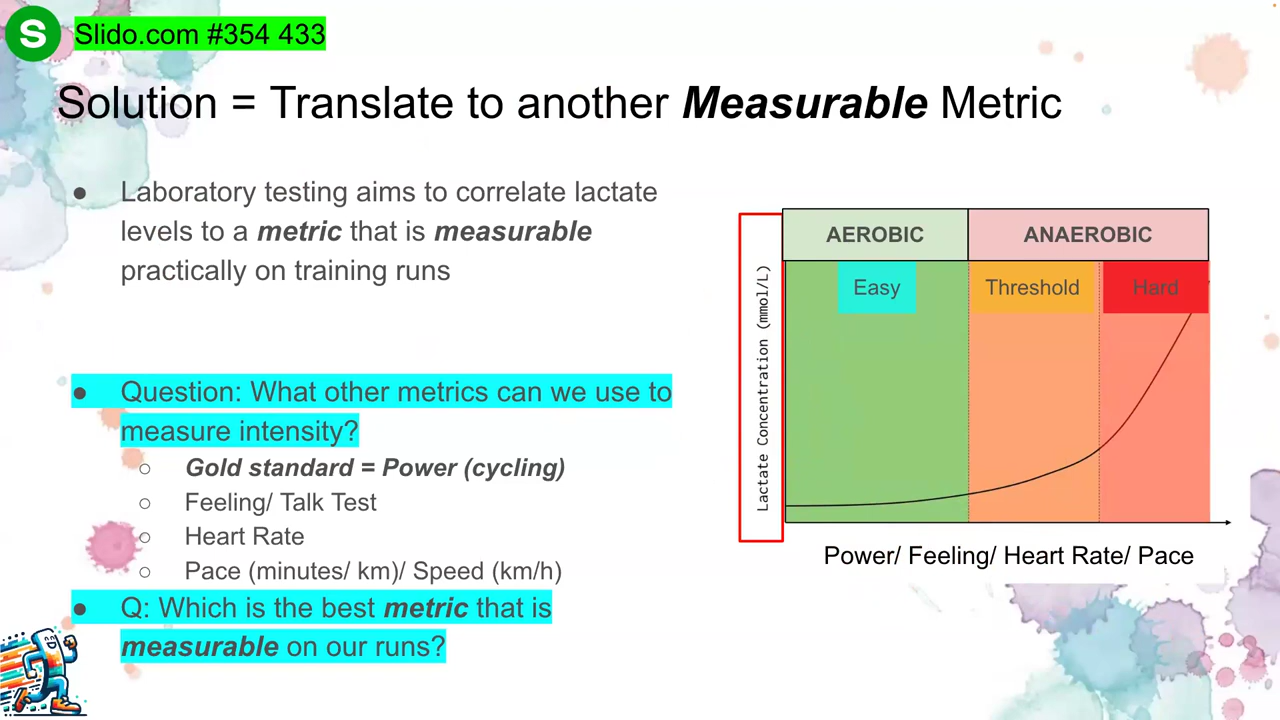 S Slido.com #354 433
Solution = Translate to another Measurable Metric
● Laboratory testing aims to correlate lactate
levels to a metric that is measurable
practically on training runs
● Question: What other metrics can we use to
measure intensity?
○ Gold standard = Power (cycling)
○ Feeling/ Talk Test
○ Heart Rate
○ Pace (minutes/ km)/ Speed (km/h)
● Q: Which is the best metric that is
measurable on our runs?
AEROBIC ANAEROBIC
Easy Threshold Hard
Lactate Concentration (mmol/L)
Power/ Feeling/ Heart Rate/ Pace